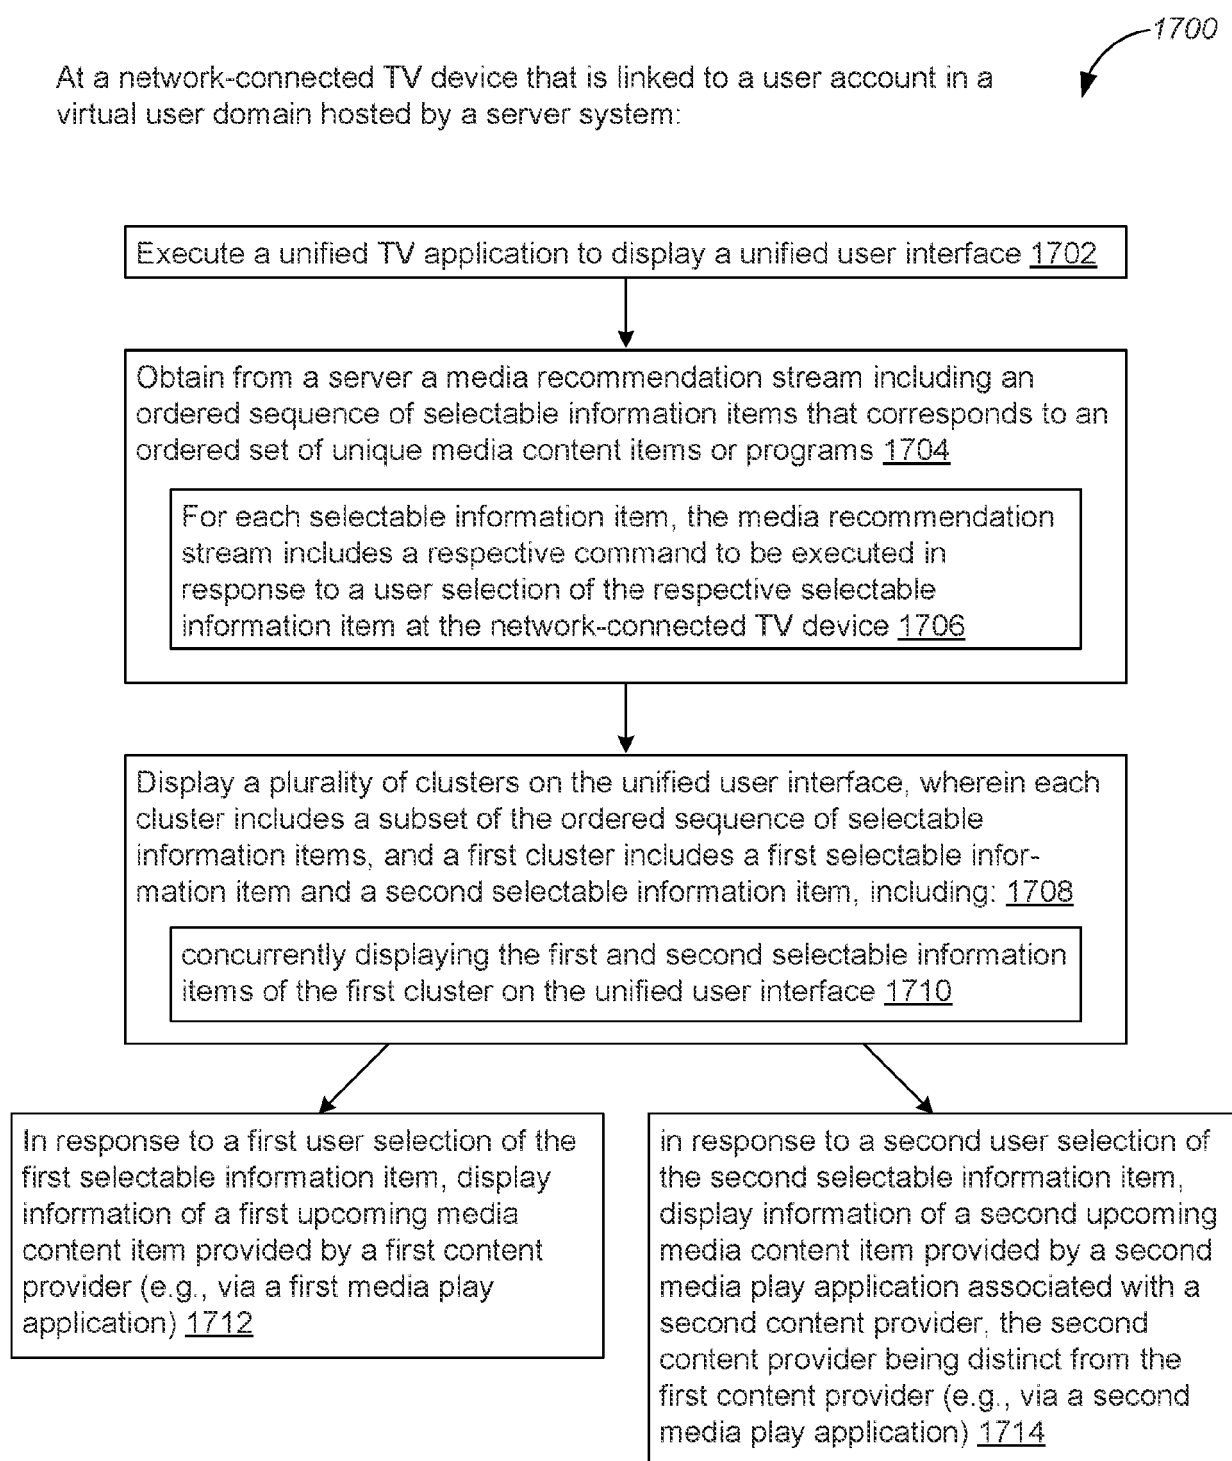 1700
At a network-connected TV device that is linked to a user account in a
virtual user domain hosted by a server system:
Execute a unified TV application to display a unified user interface 1702
Obtain from a server a media recommendation stream including an
ordered sequence of selectable information items that corresponds to an
ordered set of unique media content items or programs 1704
For each selectable information item, the media recommendation
stream includes a respective command to be executed in
response to a user selection of the respective selectable
information item at the network-connected TV device 1706
Display a plurality of clusters on the unified user interface, wherein each
cluster includes a subset of the ordered sequence of selectable
information items, and a first cluster includes a first selectable infor-
mation item and a second selectable information item, including: 1708
concurrently displaying the first and second selectable information
items of the first cluster on the unified user interface 1710
In response to a first user selection of the
first selectable information item, display
information of a first upcoming media
content item provided by a first content
provider (e.g., via a first media play
application) 1712
in response to a second user selection of
the second selectable information item,
display information of a second upcoming
media content item provided by a second
media play application associated with a
second content provider, the second
content provider being distinct from the
first content provider (e.g., via a second
media play application) 1714